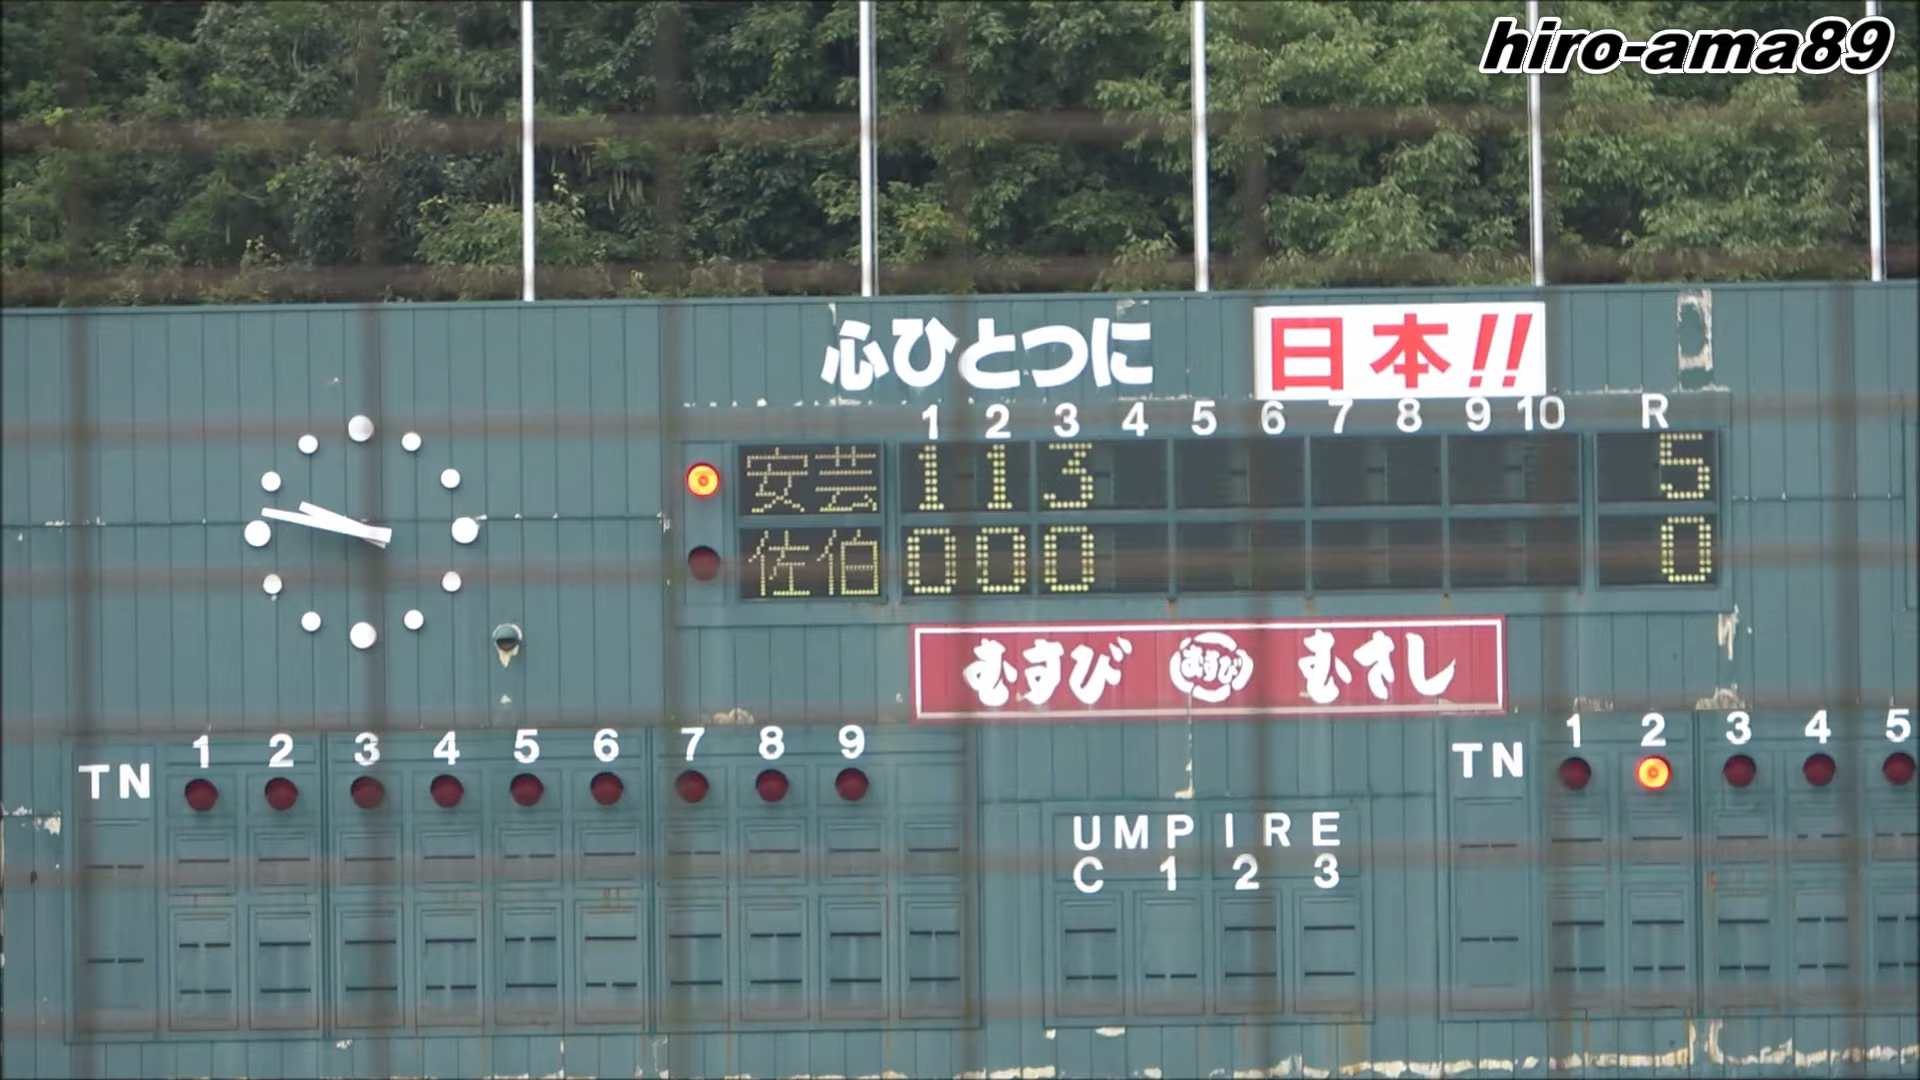 hiro-ama89
心ひとつに 日本!!
1 2 3 4 5 6 7 8 9 10 R
安芸 1 1 3 5
佐伯 0 0 0 0
むすび むすび むさし
TN 1 2 3 4 5 6 7 8 9
TN 1 2 3 4 5
UMPIRE
C 1 2 3